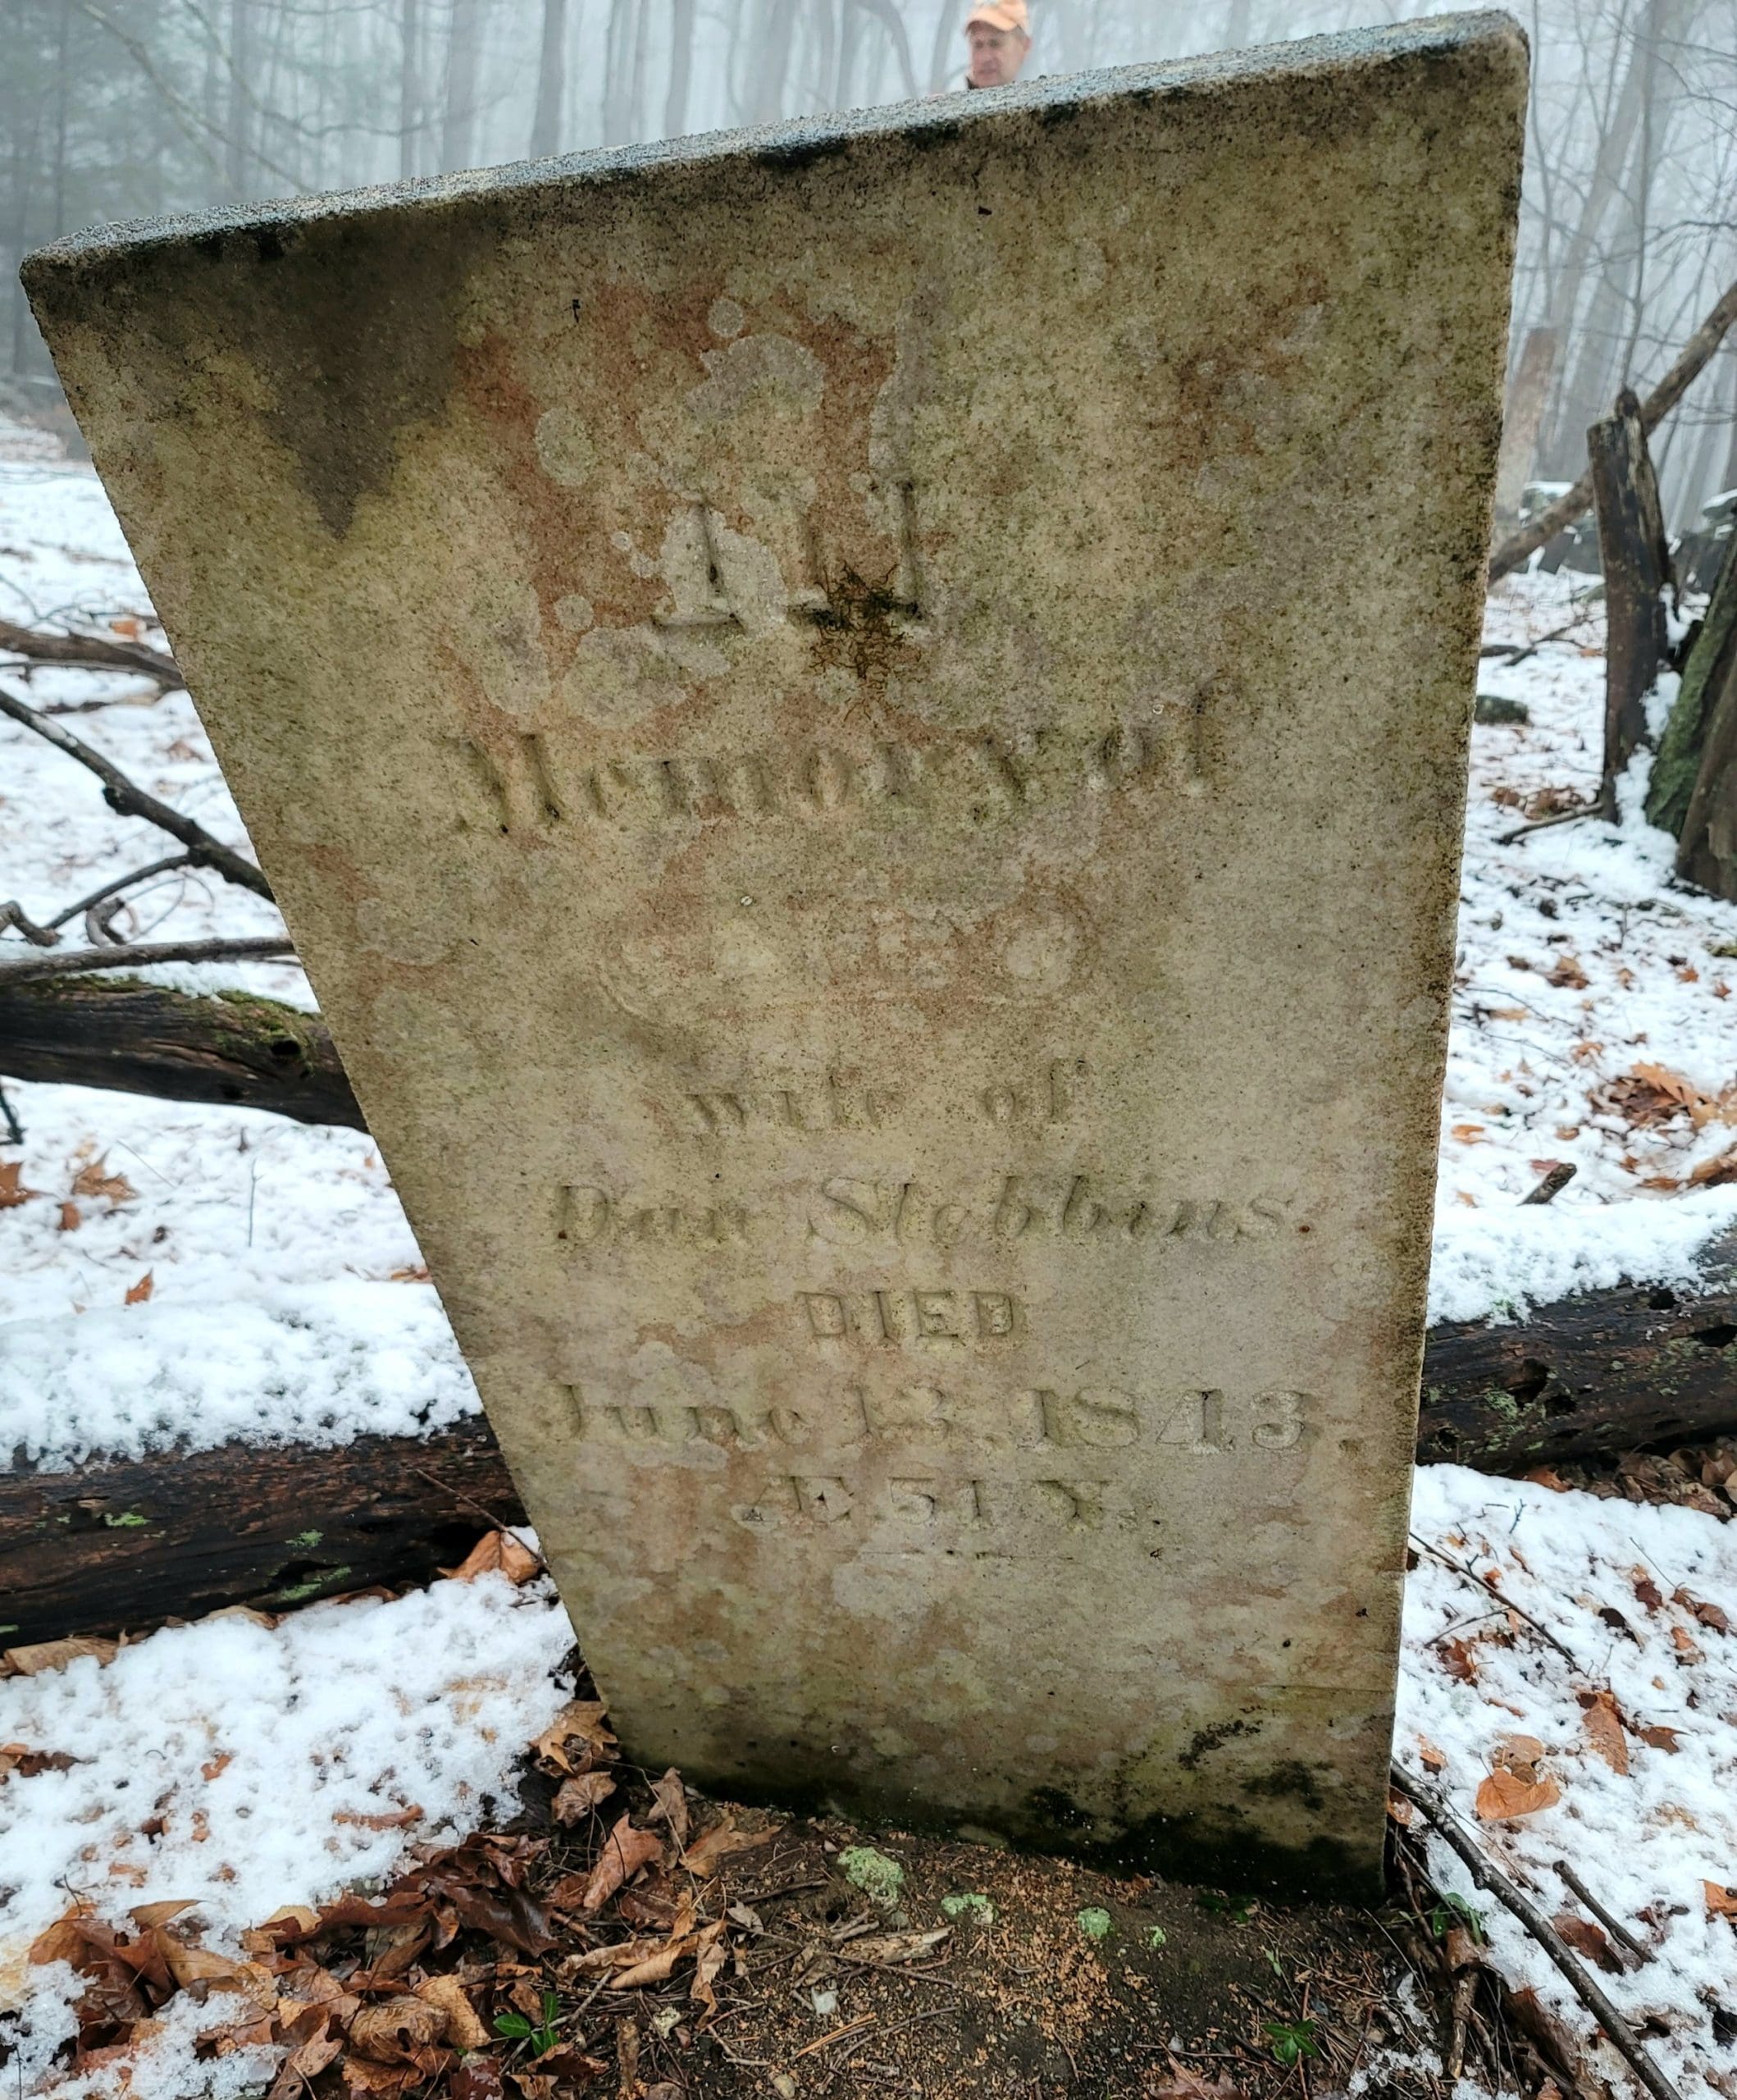 IN
Memory of
wife of
Dan Stebbins.
DIED
June 13, 1843
Æ 51 Y.